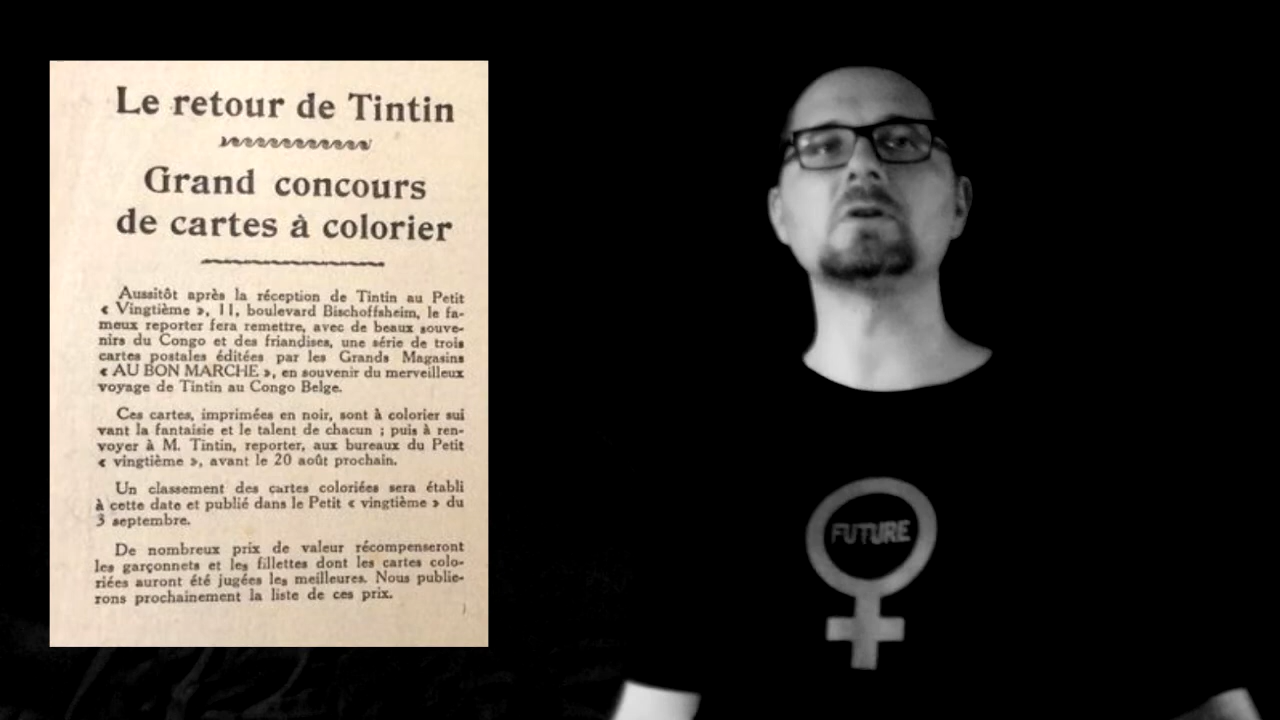 Le retour de Tintin
Grand concours
de cartes à colorier
Aussitôt après la réception de Tintin au Petit
« Vingtième », 11, boulevard Bischoffsheim, le fa-
meux reporter fera remettre, avec de beaux souve-
nirs du Congo et des friandises, une série de trois
cartes postales éditées par les Grands Magasins
« AU BON MARCHE », en souvenir du merveilleux
voyage de Tintin au Congo Belge.
Ces cartes, imprimées en noir, sont à colorier sui
vant la fantaisie et le talent de chacun ; puis à ren-
voyer à M. Tintin, reporter, aux bureaux du Petit
« vingtième », avant le 20 août prochain.
Un classement des cartes coloriées sera établi
à cette date et publié dans le Petit « vingtième » du
3 septembre.
De nombreux prix de valeur récompenseront
les garçonnets et les fillettes dont les cartes colo-
riées auront été jugées les meilleures. Nous publie-
rons prochainement la liste de ces prix.
FUTURE